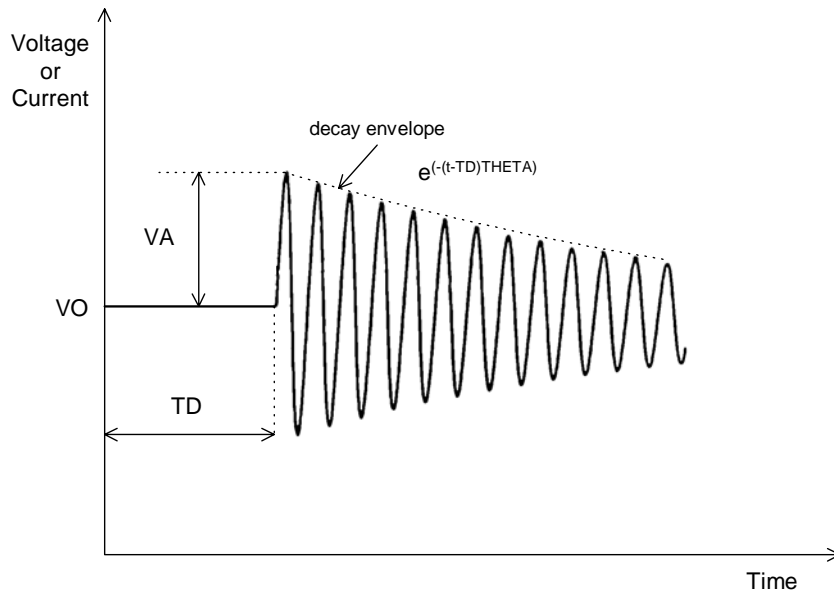 Voltage
or
Current
decay envelope
e(-(t-TD)THETA)
VA
VO
TD
Time